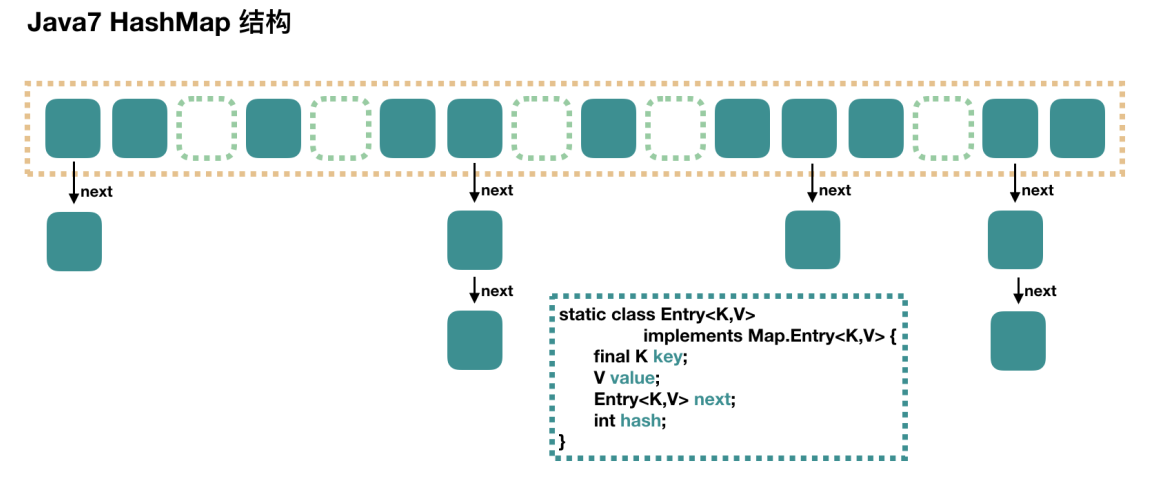 Java7 HashMap 结构
next
next
next
next
next
next
static class Entry<K,V>
implements Map.Entry<K,V> {
final K key;
V value;
Entry<K,V> next;
int hash;
}